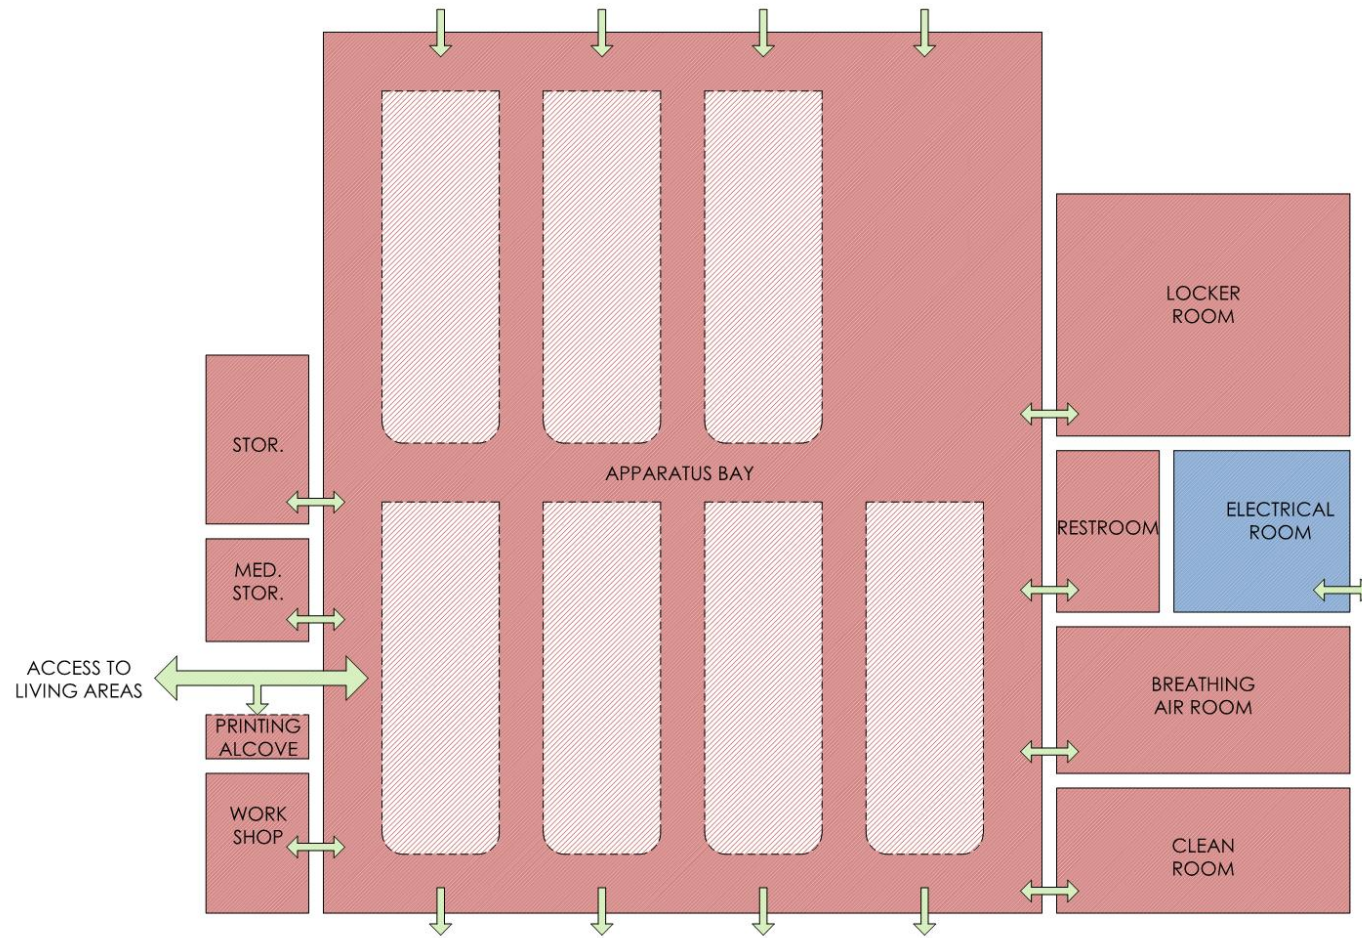 LOCKER
ROOM
STOR.
APPARATUS BAY
RESTROOM
ELECTRICAL
ROOM
MED.
STOR.
ACCESS TO
LIVING AREAS
BREATHING
AIR ROOM
PRINTING
ALCOVE
WORK
SHOP
CLEAN
ROOM